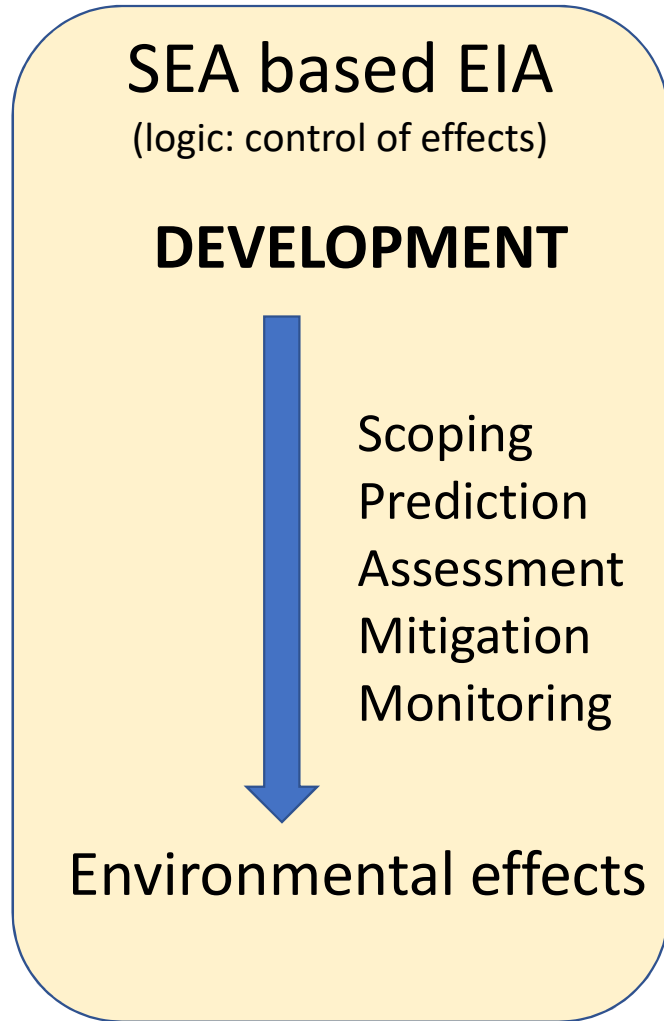 SEA based EIA
(logic: control of effects)
DEVELOPMENT
Scoping
Prediction
Assessment
Mitigation
Monitoring
Environmental effects